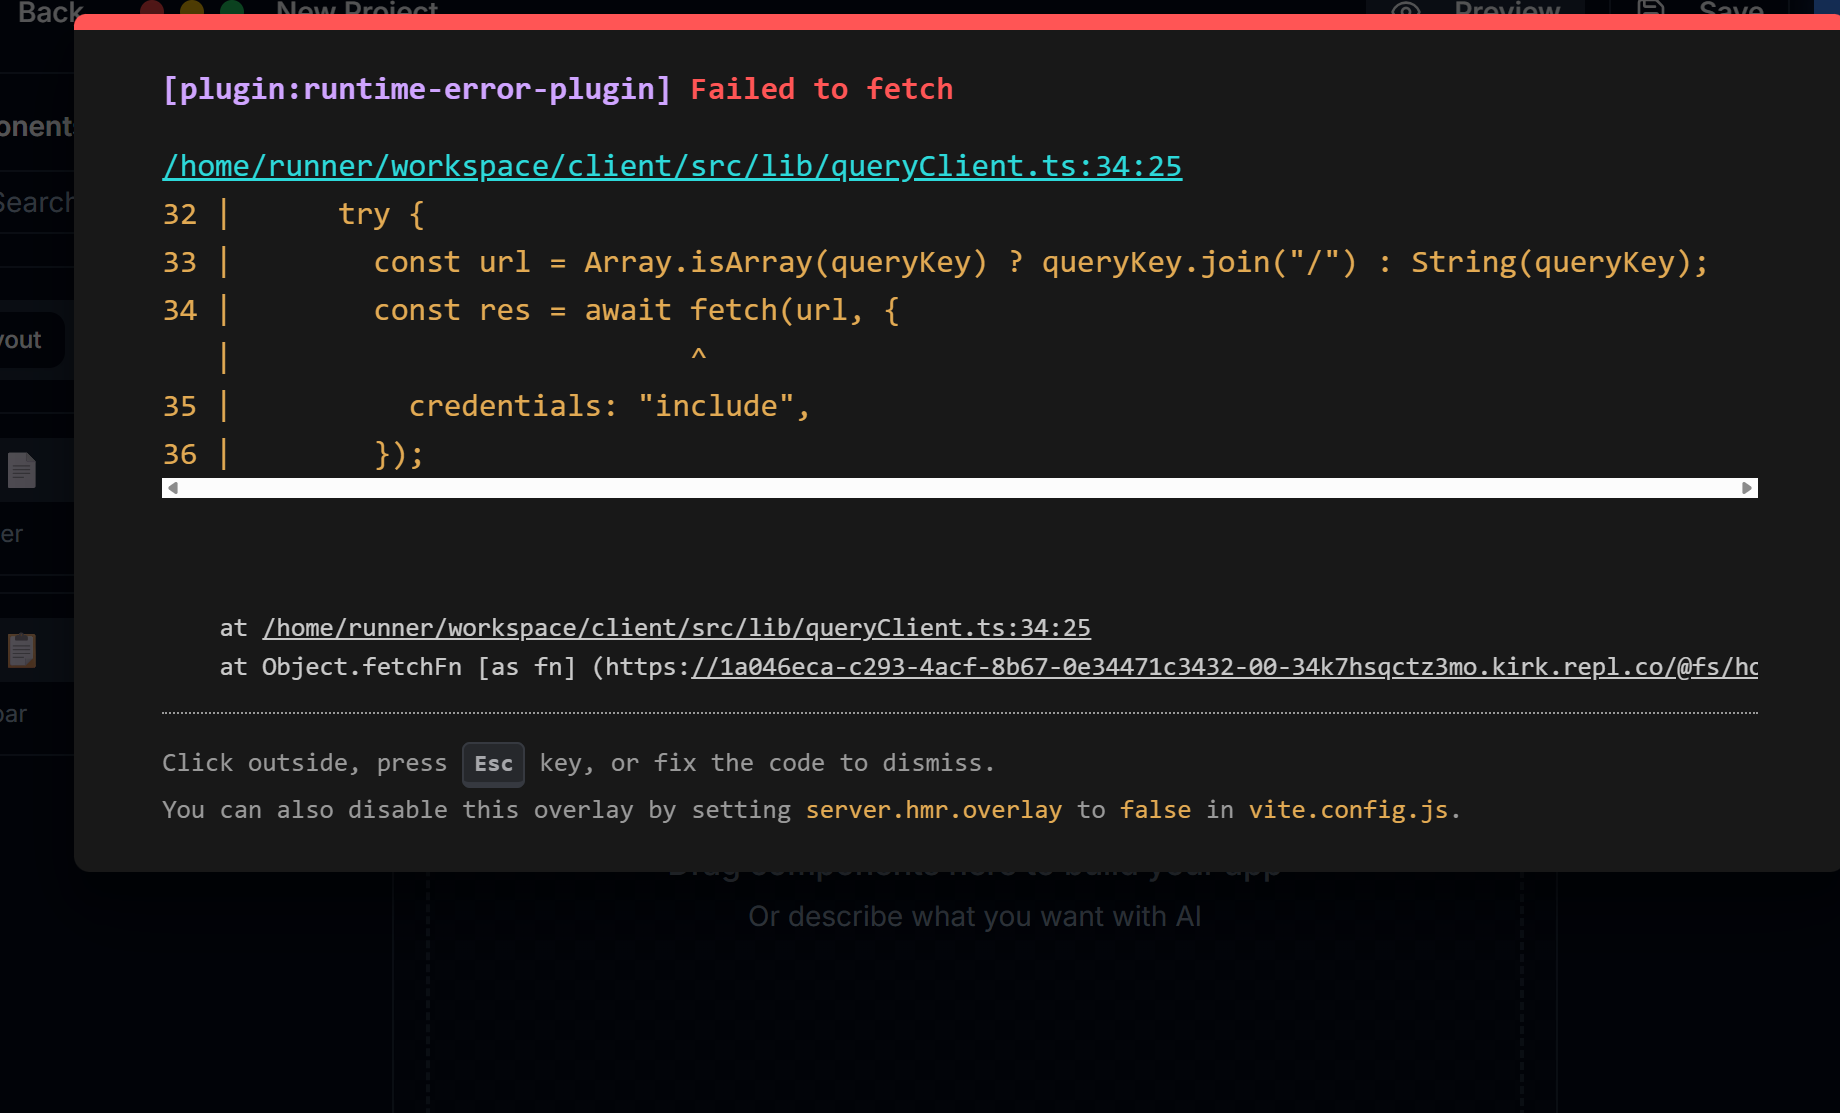 Back New Project Preview Save
[plugin:runtime-error-plugin] Failed to fetch
/home/runner/workspace/client/src/lib/queryClient.ts:34:25
32 |      try {
33 |        const url = Array.isArray(queryKey) ? queryKey.join("/") : String(queryKey);
34 |        const res = await fetch(url, {
   |                          ^
35 |          credentials: "include",
36 |        });
at /home/runner/workspace/client/src/lib/queryClient.ts:34:25
at Object.fetchFn [as fn] (https://1a046eca-c293-4acf-8b67-0e34471c3432-00-34k7hsqctz3mo.kirk.repl.co/@fs/ho
Click outside, press Esc key, or fix the code to dismiss.
You can also disable this overlay by setting server.hmr.overlay to false in vite.config.js.
onents
Search
yout
er
bar
Drag components here to build your app
Or describe what you want with AI